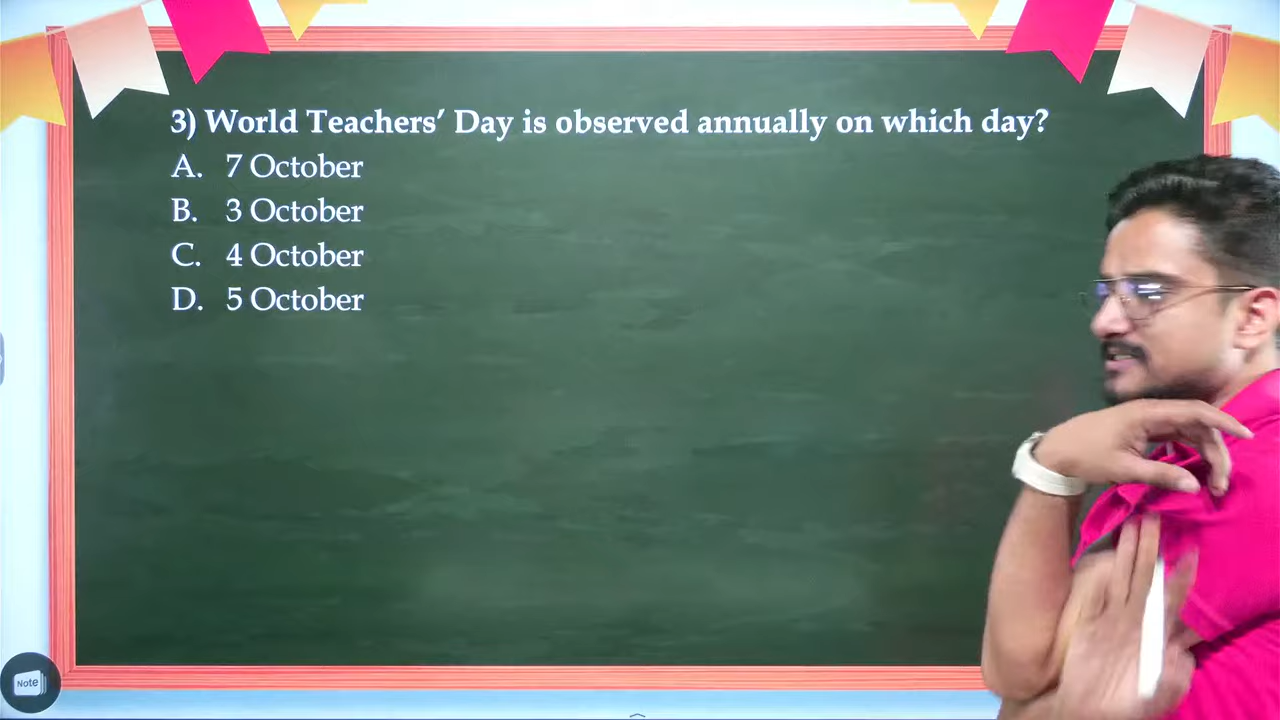 3) World Teachers’ Day is observed annually on which day?
A. 7 October
B. 3 October
C. 4 October
D. 5 October
Note